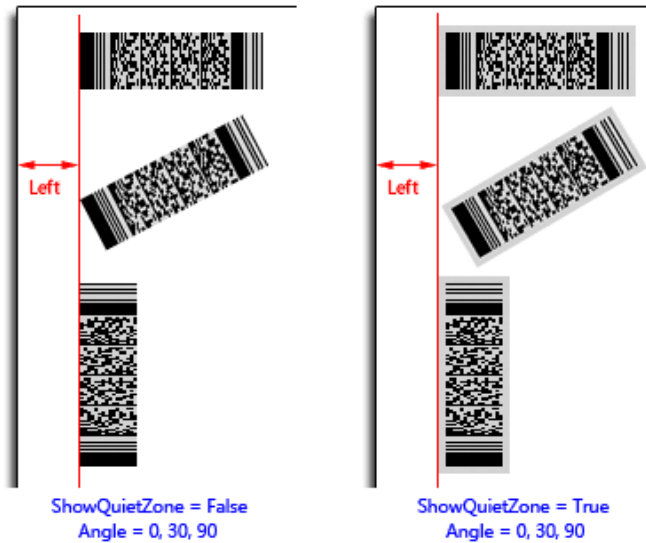 Left
Left
ShowQuietZone = False
Angle = 0, 30, 90
ShowQuietZone = True
Angle = 0, 30, 90